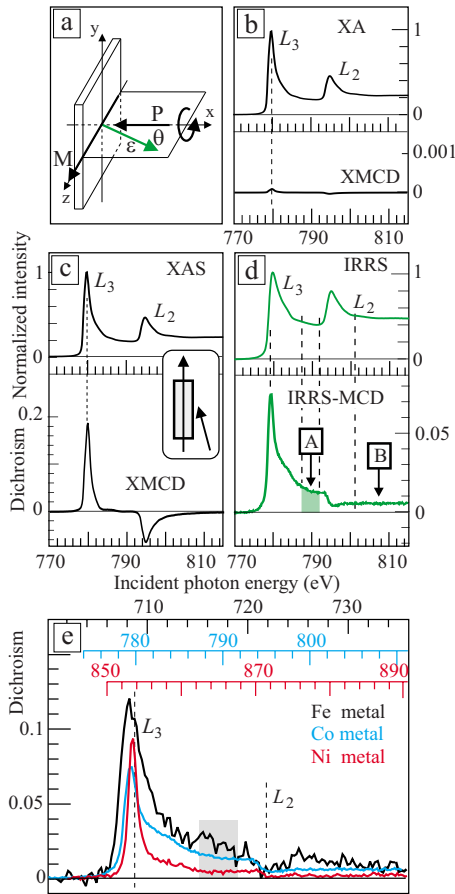 a
y
P
x
θ
ε
M
z
b
XA
L3
L2
1
0
XMCD
0.001
0
770 790 810
Normalized intensity
c
XAS
L3
L2
1
0
Dichroism
0.2
0.1
0
XMCD
770 790 810
d
IRRS
L3
L2
1
0
IRRS-MCD
A
B
0.05
0
770 790 810
Incident photon energy (eV)
710 720 730
780 790 800
850 870 890
e
Dichroism
0.1
0.05
0
L3
L2
Fe metal
Co metal
Ni metal